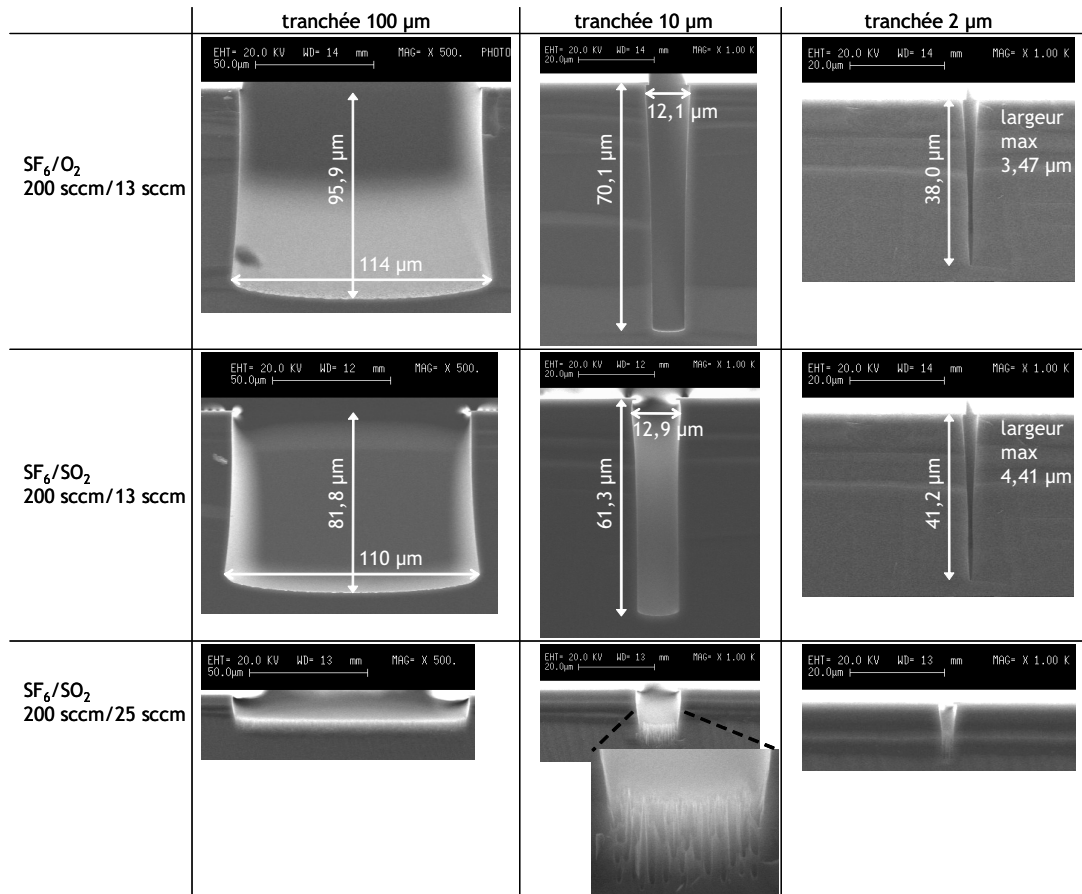 tranchée 100 µm
tranchée 10 µm
tranchée 2 µm
SF6/O2
200 sccm/13 sccm
EHT= 20.0 KV WD= 14 mm MAG= X 500. PHOTO
50.0µm
95,9 µm
114 µm
EHT= 20.0 KV WD= 14 mm MAG= X 1.00 K
20.0µm
12,1 µm
70,1 µm
EHT= 20.0 KV WD= 14 mm MAG= X 1.00 K
20.0µm
38,0 µm
largeur
max
3,47 µm
SF6/SO2
200 sccm/13 sccm
EHT= 20.0 KV WD= 12 mm MAG= X 500.
50.0µm
81,8 µm
110 µm
EHT= 20.0 KV WD= 12 mm MAG= X 1.00 K
20.0µm
12,9 µm
61,3 µm
EHT= 20.0 KV WD= 14 mm MAG= X 1.00 K
20.0µm
41,2 µm
largeur
max
4,41 µm
SF6/SO2
200 sccm/25 sccm
EHT= 20.0 KV WD= 13 mm MAG= X 500.
50.0µm
EHT= 20.0 KV WD= 13 mm MAG= X 1.00 K
20.0µm
EHT= 20.0 KV WD= 13 mm MAG= X 1.00 K
20.0µm